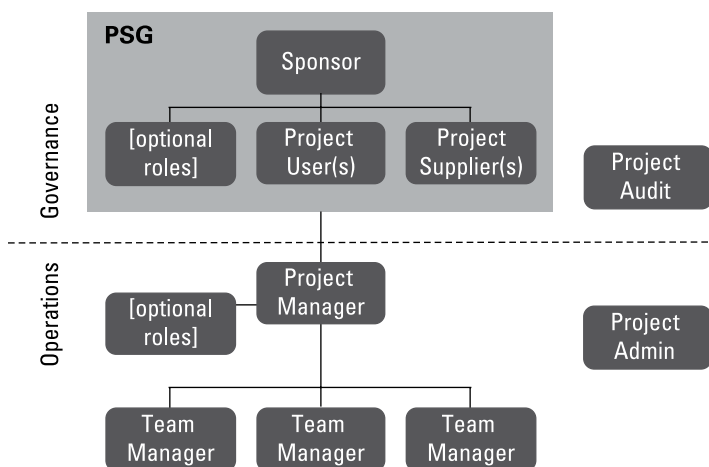 PSG
Sponsor
Governance
[optional
roles]
Project
User(s)
Project
Supplier(s)
Project
Audit
Operations
Project
Manager
[optional
roles]
Project
Admin
Team
Manager
Team
Manager
Team
Manager